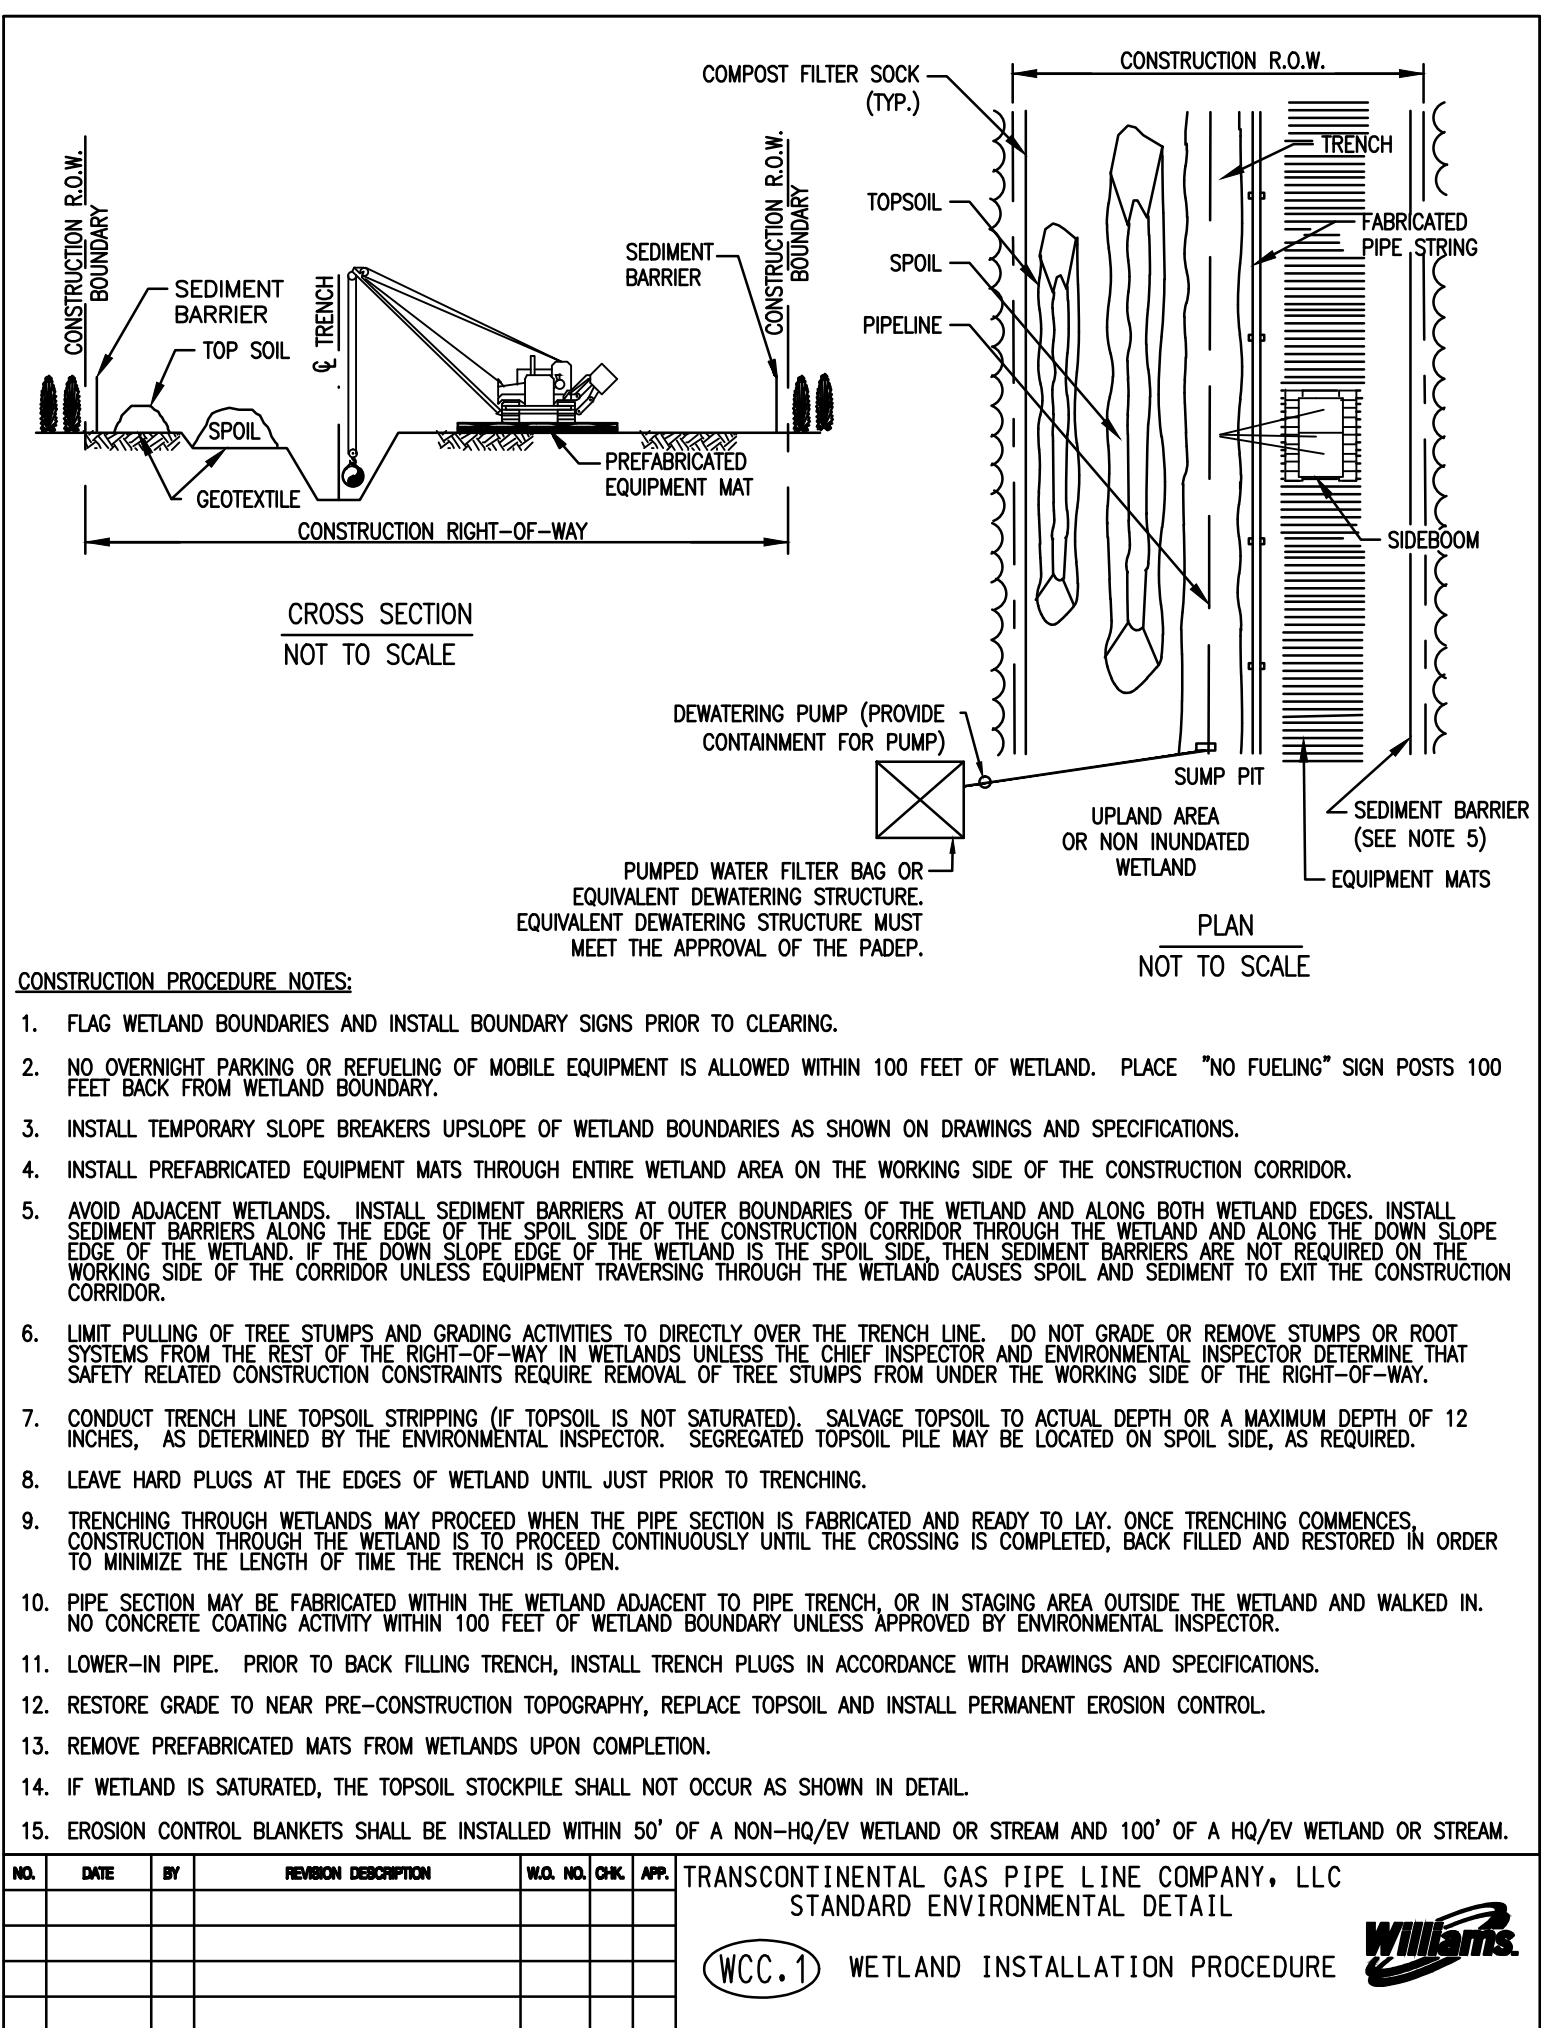 CONSTRUCTION R.O.W.
COMPOST FILTER SOCK
(TYP.)
TRENCH
TOPSOIL
FABRICATED
PIPE STRING
SPOIL
PIPELINE
SIDEBOOM
CONSTRUCTION R.O.W.
BOUNDARY
SEDIMENT
BARRIER
TOP SOIL
℄ TRENCH
SEDIMENT
BARRIER
CONSTRUCTION R.O.W.
BOUNDARY
SPOIL
PREFABRICATED
EQUIPMENT MAT
GEOTEXTILE
CONSTRUCTION RIGHT-OF-WAY
CROSS SECTION
NOT TO SCALE
DEWATERING PUMP (PROVIDE
CONTAINMENT FOR PUMP)
SUMP PIT
UPLAND AREA
OR NON INUNDATED
WETLAND
SEDIMENT BARRIER
(SEE NOTE 5)
EQUIPMENT MATS
PUMPED WATER FILTER BAG OR
EQUIVALENT DEWATERING STRUCTURE.
EQUIVALENT DEWATERING STRUCTURE MUST
MEET THE APPROVAL OF THE PADEP.
PLAN
NOT TO SCALE
CONSTRUCTION PROCEDURE NOTES:
1. FLAG WETLAND BOUNDARIES AND INSTALL BOUNDARY SIGNS PRIOR TO CLEARING.
2. NO OVERNIGHT PARKING OR REFUELING OF MOBILE EQUIPMENT IS ALLOWED WITHIN 100 FEET OF WETLAND. PLACE "NO FUELING" SIGN POSTS 100
FEET BACK FROM WETLAND BOUNDARY.
3. INSTALL TEMPORARY SLOPE BREAKERS UPSLOPE OF WETLAND BOUNDARIES AS SHOWN ON DRAWINGS AND SPECIFICATIONS.
4. INSTALL PREFABRICATED EQUIPMENT MATS THROUGH ENTIRE WETLAND AREA ON THE WORKING SIDE OF THE CONSTRUCTION CORRIDOR.
5. AVOID ADJACENT WETLANDS. INSTALL SEDIMENT BARRIERS AT OUTER BOUNDARIES OF THE WETLAND AND ALONG BOTH WETLAND EDGES. INSTALL
SEDIMENT BARRIERS ALONG THE EDGE OF THE SPOIL SIDE OF THE CONSTRUCTION CORRIDOR THROUGH THE WETLAND AND ALONG THE DOWN SLOPE
EDGE OF THE WETLAND. IF THE DOWN SLOPE EDGE OF THE WETLAND IS THE SPOIL SIDE, THEN SEDIMENT BARRIERS ARE NOT REQUIRED ON THE
WORKING SIDE OF THE CORRIDOR UNLESS EQUIPMENT TRAVERSING THROUGH THE WETLAND CAUSES SPOIL AND SEDIMENT TO EXIT THE CONSTRUCTION
CORRIDOR.
6. LIMIT PULLING OF TREE STUMPS AND GRADING ACTIVITIES TO DIRECTLY OVER THE TRENCH LINE. DO NOT GRADE OR REMOVE STUMPS OR ROOT
SYSTEMS FROM THE REST OF THE RIGHT-OF-WAY IN WETLANDS UNLESS THE CHIEF INSPECTOR AND ENVIRONMENTAL INSPECTOR DETERMINE THAT
SAFETY RELATED CONSTRUCTION CONSTRAINTS REQUIRE REMOVAL OF TREE STUMPS FROM UNDER THE WORKING SIDE OF THE RIGHT-OF-WAY.
7. CONDUCT TRENCH LINE TOPSOIL STRIPPING (IF TOPSOIL IS NOT SATURATED). SALVAGE TOPSOIL TO ACTUAL DEPTH OR A MAXIMUM DEPTH OF 12
INCHES, AS DETERMINED BY THE ENVIRONMENTAL INSPECTOR. SEGREGATED TOPSOIL PILE MAY BE LOCATED ON SPOIL SIDE, AS REQUIRED.
8. LEAVE HARD PLUGS AT THE EDGES OF WETLAND UNTIL JUST PRIOR TO TRENCHING.
9. TRENCHING THROUGH WETLANDS MAY PROCEED WHEN THE PIPE SECTION IS FABRICATED AND READY TO LAY. ONCE TRENCHING COMMENCES,
CONSTRUCTION THROUGH THE WETLAND IS TO PROCEED CONTINUOUSLY UNTIL THE CROSSING IS COMPLETED, BACK FILLED AND RESTORED IN ORDER
TO MINIMIZE THE LENGTH OF TIME THE TRENCH IS OPEN.
10. PIPE SECTION MAY BE FABRICATED WITHIN THE WETLAND ADJACENT TO PIPE TRENCH, OR IN STAGING AREA OUTSIDE THE WETLAND AND WALKED IN.
NO CONCRETE COATING ACTIVITY WITHIN 100 FEET OF WETLAND BOUNDARY UNLESS APPROVED BY ENVIRONMENTAL INSPECTOR.
11. LOWER-IN PIPE. PRIOR TO BACK FILLING TRENCH, INSTALL TRENCH PLUGS IN ACCORDANCE WITH DRAWINGS AND SPECIFICATIONS.
12. RESTORE GRADE TO NEAR PRE-CONSTRUCTION TOPOGRAPHY, REPLACE TOPSOIL AND INSTALL PERMANENT EROSION CONTROL.
13. REMOVE PREFABRICATED MATS FROM WETLANDS UPON COMPLETION.
14. IF WETLAND IS SATURATED, THE TOPSOIL STOCKPILE SHALL NOT OCCUR AS SHOWN IN DETAIL.
15. EROSION CONTROL BLANKETS SHALL BE INSTALLED WITHIN 50' OF A NON-HQ/EV WETLAND OR STREAM AND 100' OF A HQ/EV WETLAND OR STREAM.
NO. DATE BY REVISION DESCRIPTION W.O. NO. CHK. APP.
TRANSCONTINENTAL GAS PIPE LINE COMPANY, LLC
STANDARD ENVIRONMENTAL DETAIL
WCC.1 WETLAND INSTALLATION PROCEDURE
Williams.